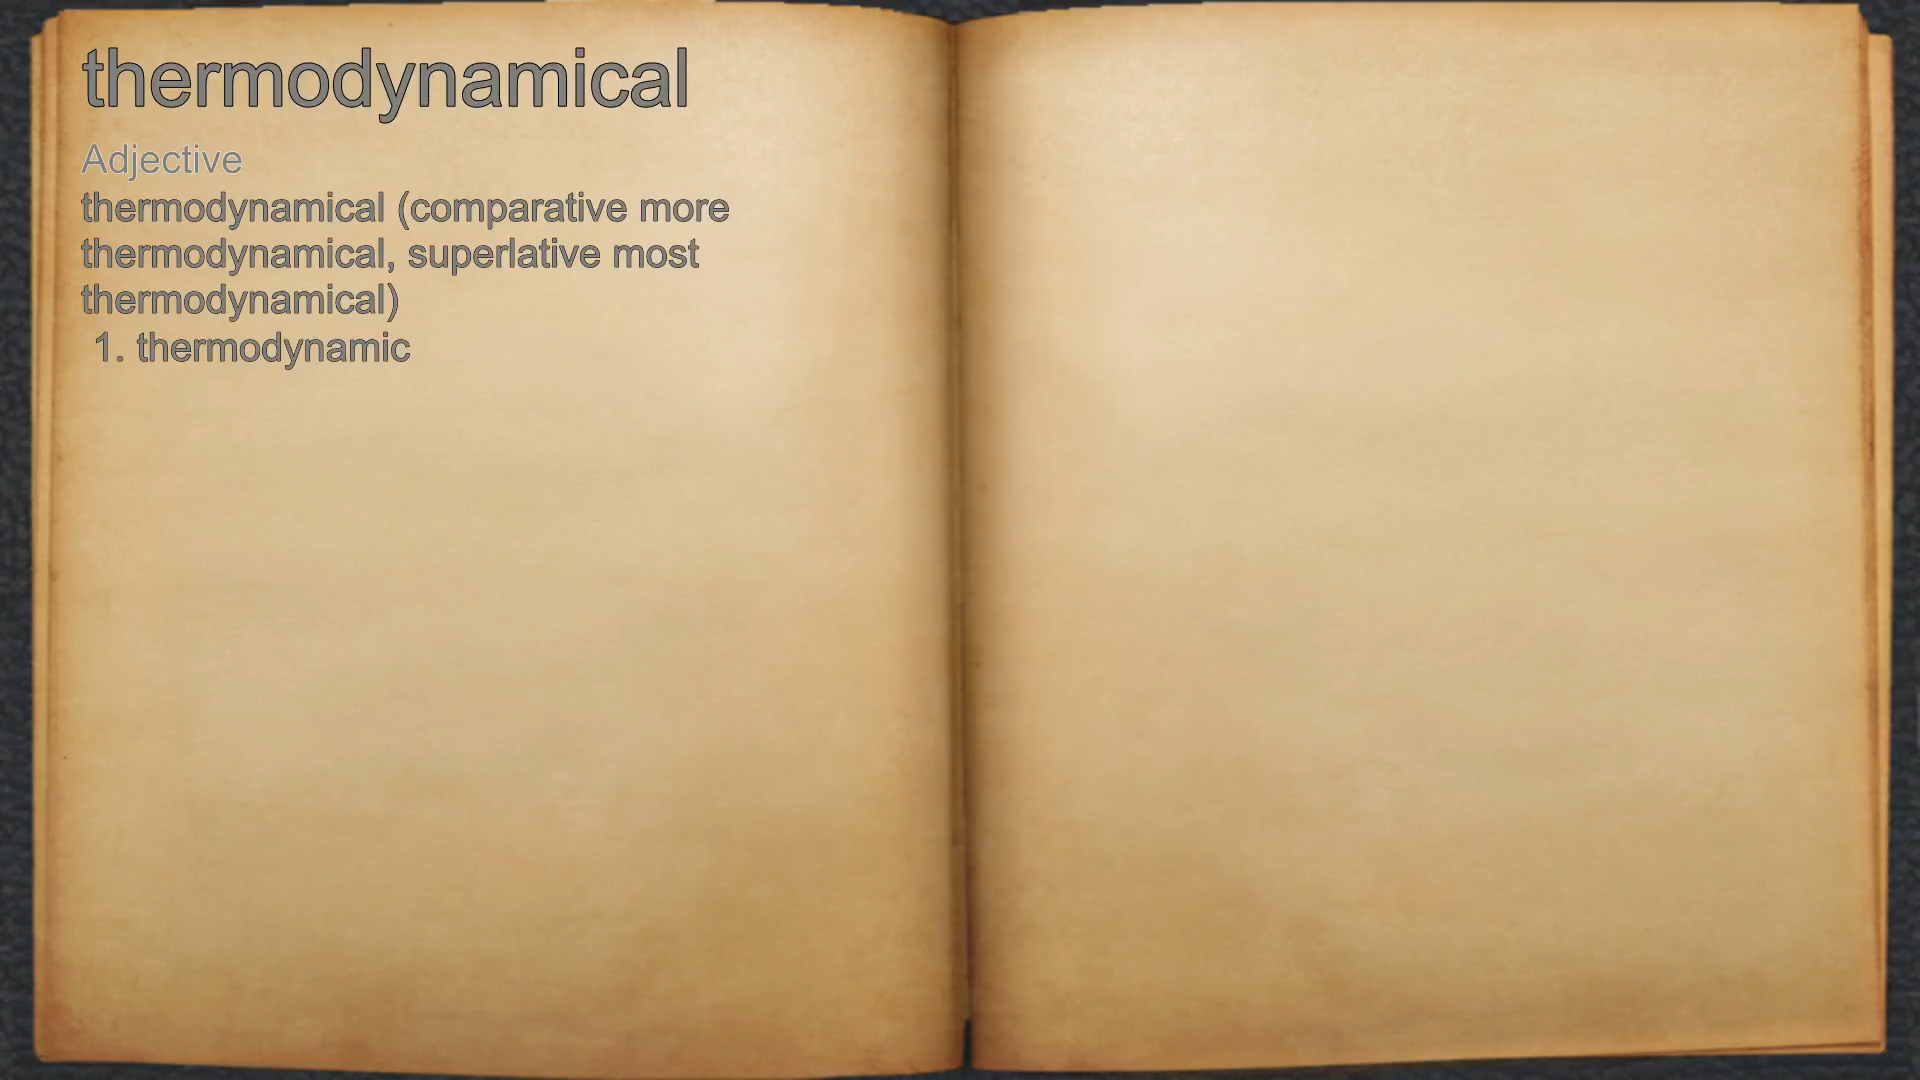 thermodynamical
Adjective
thermodynamical (comparative more
thermodynamical, superlative most
thermodynamical)
1. thermodynamic